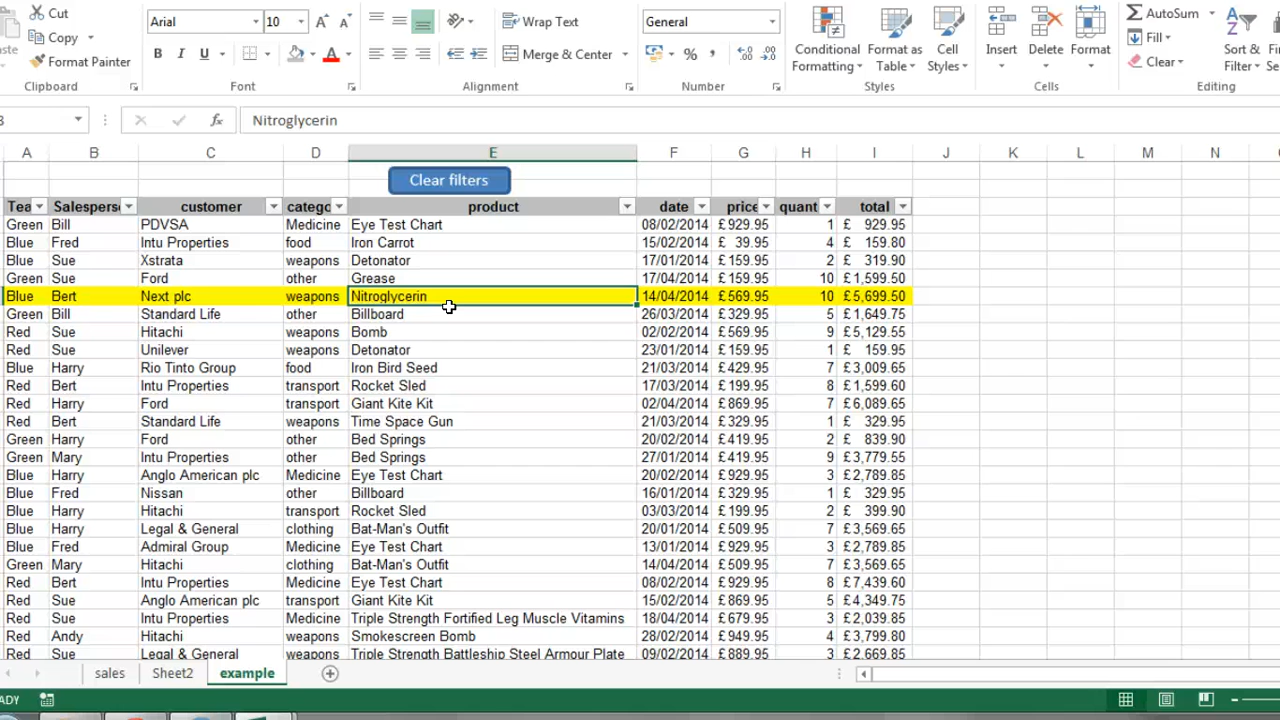 Cut
Arial 10
Wrap Text
General
AutoSum
Copy
Fill
Format Painter
B I U
Merge & Center
% ,
Conditional Formatting
Format as Table
Cell Styles
Insert
Delete
Format
Clear
Sort & Filter
Clipboard
Font
Alignment
Number
Styles
Cells
Editing
fx Nitroglycerin
A B C D E F G H I J K L M N
Clear filters
Tea Salesperso customer catego product date price quant total
Green Bill PDVSA Medicine Eye Test Chart 08/02/2014 £929.95 1 £ 929.95
Blue Fred Intu Properties food Iron Carrot 15/02/2014 £ 39.95 4 £ 159.80
Blue Sue Xstrata weapons Detonator 17/01/2014 £159.95 2 £ 319.90
Green Sue Ford other Grease 17/04/2014 £159.95 10 £1,599.50
Blue Bert Next plc weapons Nitroglycerin 14/04/2014 £569.95 10 £5,699.50
Green Bill Standard Life other Billboard 26/03/2014 £329.95 5 £1,649.75
Red Sue Hitachi weapons Bomb 02/02/2014 £569.95 9 £5,129.55
Red Sue Unilever weapons Detonator 23/01/2014 £159.95 1 £ 159.95
Blue Harry Rio Tinto Group food Iron Bird Seed 21/03/2014 £429.95 7 £3,009.65
Red Bert Intu Properties transport Rocket Sled 17/03/2014 £199.95 8 £1,599.60
Red Harry Ford transport Giant Kite Kit 02/04/2014 £869.95 7 £6,089.65
Red Bert Standard Life weapons Time Space Gun 21/03/2014 £329.95 1 £ 329.95
Green Harry Ford other Bed Springs 20/02/2014 £419.95 2 £ 839.90
Green Mary Intu Properties other Bed Springs 27/01/2014 £419.95 9 £3,779.55
Blue Harry Anglo American plc Medicine Eye Test Chart 20/02/2014 £929.95 3 £2,789.85
Blue Fred Nissan other Billboard 16/01/2014 £329.95 1 £ 329.95
Blue Harry Hitachi transport Rocket Sled 03/03/2014 £199.95 2 £ 399.90
Blue Harry Legal & General clothing Bat-Man's Outfit 20/01/2014 £509.95 7 £3,569.65
Blue Fred Admiral Group Medicine Eye Test Chart 13/01/2014 £929.95 3 £2,789.85
Green Mary Hitachi clothing Bat-Man's Outfit 14/04/2014 £509.95 7 £3,569.65
Red Bert Intu Properties Medicine Eye Test Chart 08/02/2014 £929.95 8 £7,439.60
Red Sue Anglo American plc transport Giant Kite Kit 15/02/2014 £869.95 5 £4,349.75
Red Sue Intu Properties Medicine Triple Strength Fortified Leg Muscle Vitamins 18/04/2014 £679.95 3 £2,039.85
Red Andy Hitachi weapons Smokescreen Bomb 28/02/2014 £949.95 4 £3,799.80
Red Sue Legal & General weapons Triple Strength Battleship Steel Armour Plate 09/02/2014 £889.95 3 £2,669.85
sales Sheet2 example